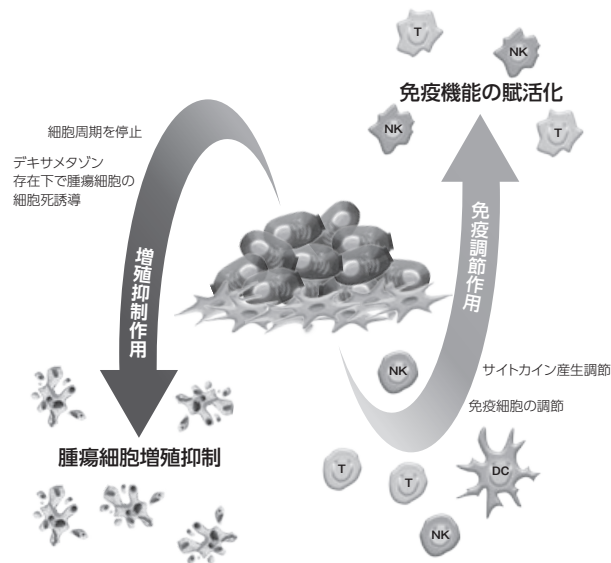 T
NK
免疫機能の賦活化
NK
T
細胞周期を停止
デキサメタゾン
存在下で腫瘍細胞の
細胞死誘導
増殖抑制作用
免疫調節作用
NK
サイトカイン産生調節
免疫細胞の調節
腫瘍細胞増殖抑制
T
T
DC
NK